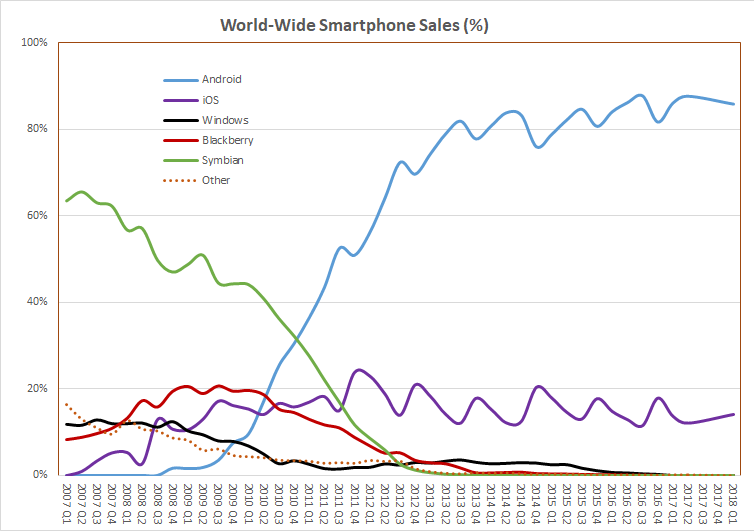 World-Wide Smartphone Sales (%)
100%
80%
60%
40%
20%
0%
Android
iOS
Windows
Blackberry
Symbian
Other
2007 Q1
2007 Q2
2007 Q3
2007 Q4
2008 Q1
2008 Q2
2008 Q3
2008 Q4
2009 Q1
2009 Q2
2009 Q3
2009 Q4
2010 Q1
2010 Q2
2010 Q3
2010 Q4
2011 Q1
2011 Q2
2011 Q3
2011 Q4
2012 Q1
2012 Q2
2012 Q3
2012 Q4
2013 Q1
2013 Q2
2013 Q3
2013 Q4
2014 Q1
2014 Q2
2014 Q3
2014 Q4
2015 Q1
2015 Q2
2015 Q3
2015 Q4
2016 Q1
2016 Q2
2016 Q3
2016 Q4
2017 Q1
2017 Q2
2017 Q3
2017 Q4
2018 Q1